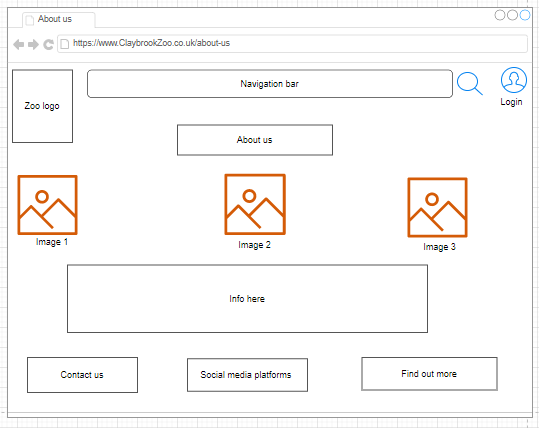 About us
https://www.ClaybrookZoo.co.uk/about-us
Zoo logo
Navigation bar
Login
About us
Image 1
Image 2
Image 3
Info here
Contact us
Social media platforms
Find out more